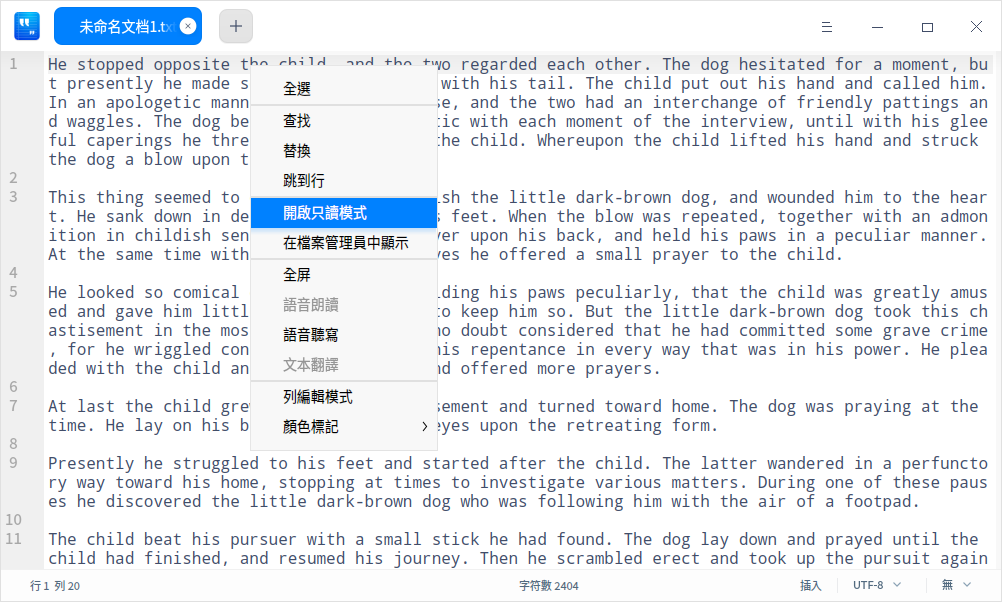 未命名文档1.tx
1 He stopped opposite the child, and the two regarded each other. The dog hesitated for a moment, bu
t presently he made s with his tail. The child put out his hand and called him.
In an apologetic mann se, and the two had an interchange of friendly pattings an
d waggles. The dog be tic with each moment of the interview, until with his glee
ful caperings he thre the child. Whereupon the child lifted his hand and struck
the dog a blow upon t
2
3 This thing seemed to sh the little dark-brown dog, and wounded him to the hear
t. He sank down in de s feet. When the blow was repeated, together with an admon
ition in childish sen ver upon his back, and held his paws in a peculiar manner.
At the same time with yes he offered a small prayer to the child.
4
5 He looked so comical lding his paws peculiarly, that the child was greatly amus
ed and gave him littl to keep him so. But the little dark-brown dog took this ch
astisement in the mos no doubt considered that he had committed some grave crime
, for he wriggled con his repentance in every way that was in his power. He plea
ded with the child an nd offered more prayers.
6
7 At last the child grew sement and turned toward home. The dog was praying at the
time. He lay on his b eyes upon the retreating form.
8
9 Presently he struggled to his feet and started after the child. The latter wandered in a perfuncto
ry way toward his home, stopping at times to investigate various matters. During one of these paus
es he discovered the little dark-brown dog who was following him with the air of a footpad.
10
11 The child beat his pursuer with a small stick he had found. The dog lay down and prayed until the
child had finished, and resumed his journey. Then he scrambled erect and took up the pursuit again
全選
查找
替換
跳到行
開啟只讀模式
在檔案管理員中顯示
全屏
語音朗讀
語音聽寫
文本翻譯
列編輯模式
顏色標記
行 1 列 20 字符數 2404 插入 UTF-8 無